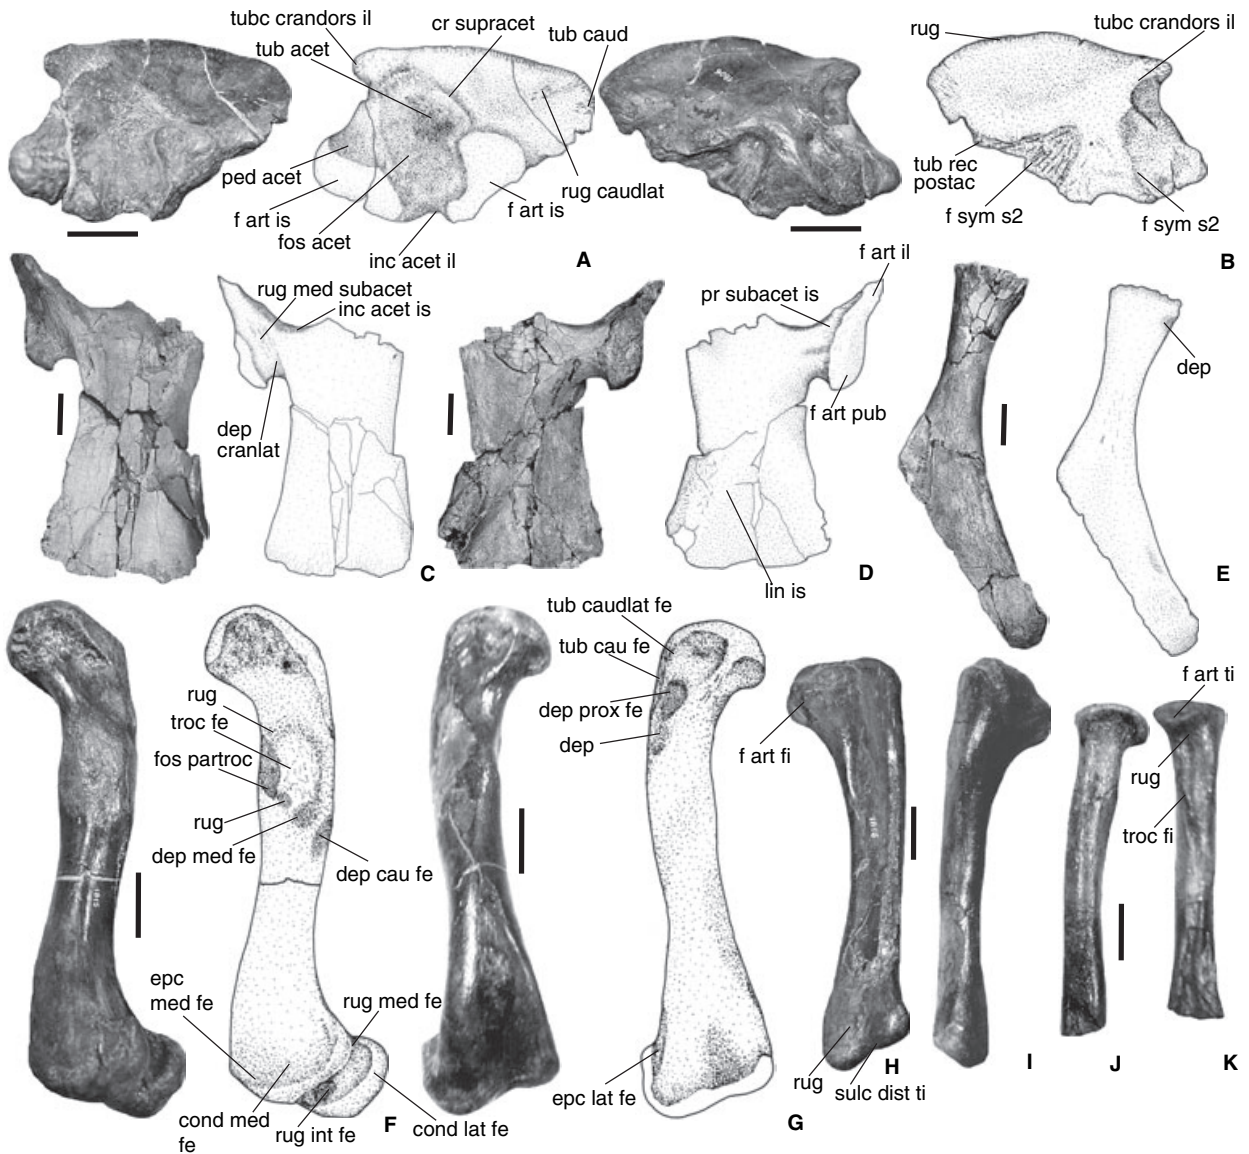 tubc crandors il
tub acet
cr supracet
tub caud
rug
tubc crandors il
ped acet
f art is
fos acet
inc acet il
f art is
rug caudlat
tub rec
postac
f sym s2
f sym s2
A
B
rug med subacet
inc acet is
dep
cranlat
pr subacet is
f art il
f art pub
lin is
dep
C
D
E
rug
troc fe
fos partroc
rug
dep med fe
dep cau fe
epc
med fe
rug med fe
cond med
fe
rug int fe
cond lat fe
F
tub caudlat fe
tub cau fe
dep prox fe
dep
epc lat fe
G
f art fi
rug
sulc dist ti
H
I
J
f art ti
rug
troc fi
K